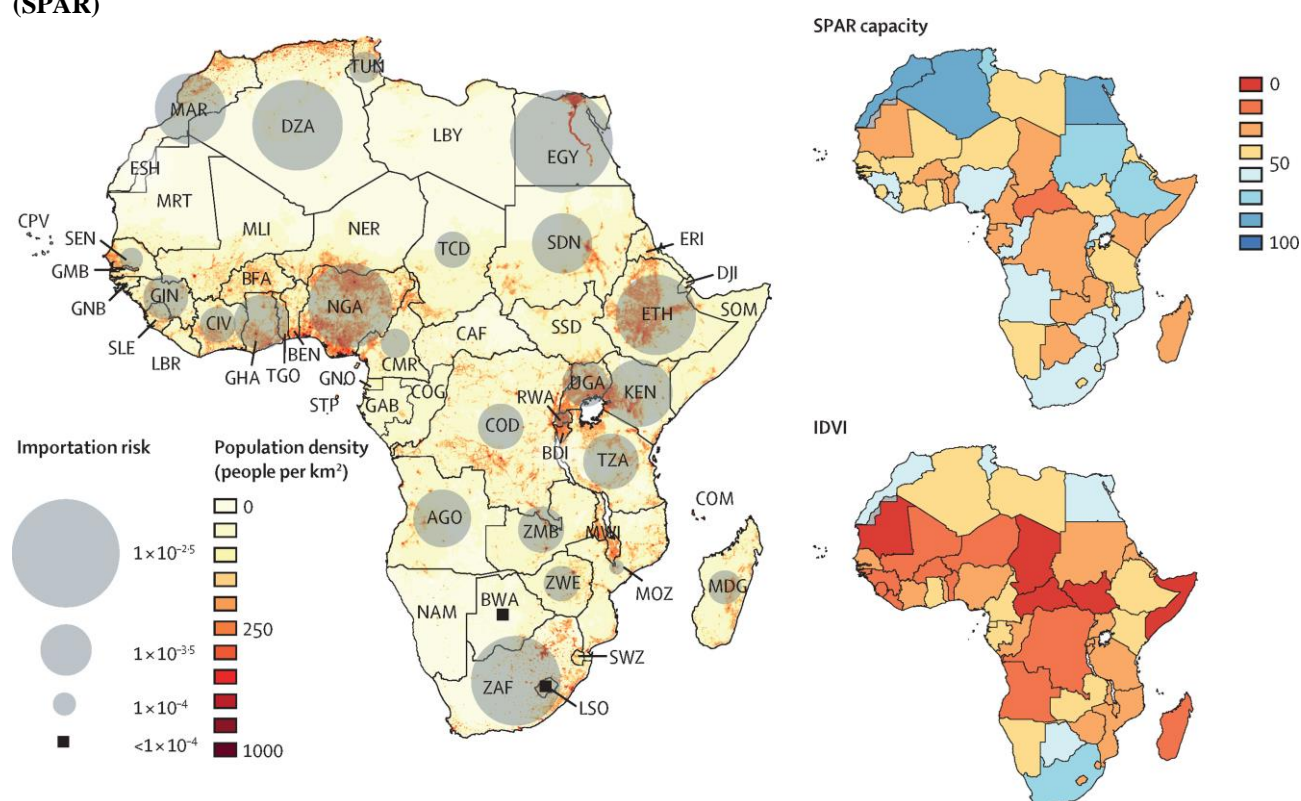 (SPAR)
TUN
MAR
DZA
LBY
EGY
ESH
MRT
CPV
MLI
NER
TCD
SDN
ERI
SEN
GMB
GNB
GIN
BFA
NGA
DJI
ETH
SOM
SLE
LBR
CIV
GHA
TGO
BEN
CMR
CAF
SSD
GNQ
STP
GAB
COG
UGA
KEN
RWA
COD
BDI
TZA
COM
AGO
ZMB
MWI
MOZ
MDG
ZWE
NAM
BWA
SWZ
ZAF
LSO
Importation risk
1×10⁻²·⁵
1×10⁻³·⁵
1×10⁻⁴
<1×10⁻⁴
Population density
(people per km²)
0
250
1000
SPAR capacity
0
50
100
IDVI